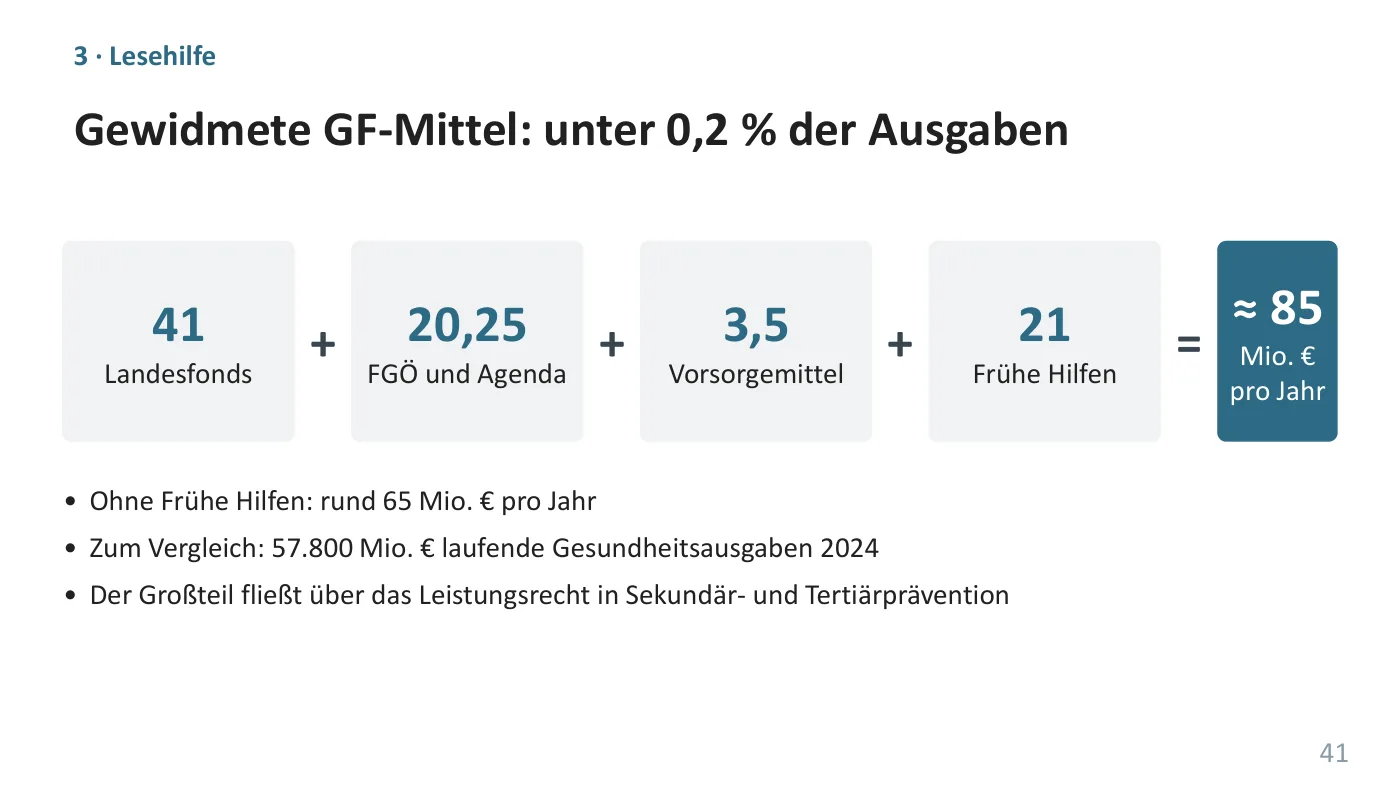 3 · Lesehilfe
Gewidmete GF-Mittel: unter 0,2 % der Ausgaben
41
Landesfonds
+
20,25
FGÖ und Agenda
+
3,5
Vorsorgemittel
+
21
Frühe Hilfen
=
≈ 85
Mio. €
pro Jahr
• Ohne Frühe Hilfen: rund 65 Mio. € pro Jahr
• Zum Vergleich: 57.800 Mio. € laufende Gesundheitsausgaben 2024
• Der Großteil fließt über das Leistungsrecht in Sekundär- und Tertiärprävention
41